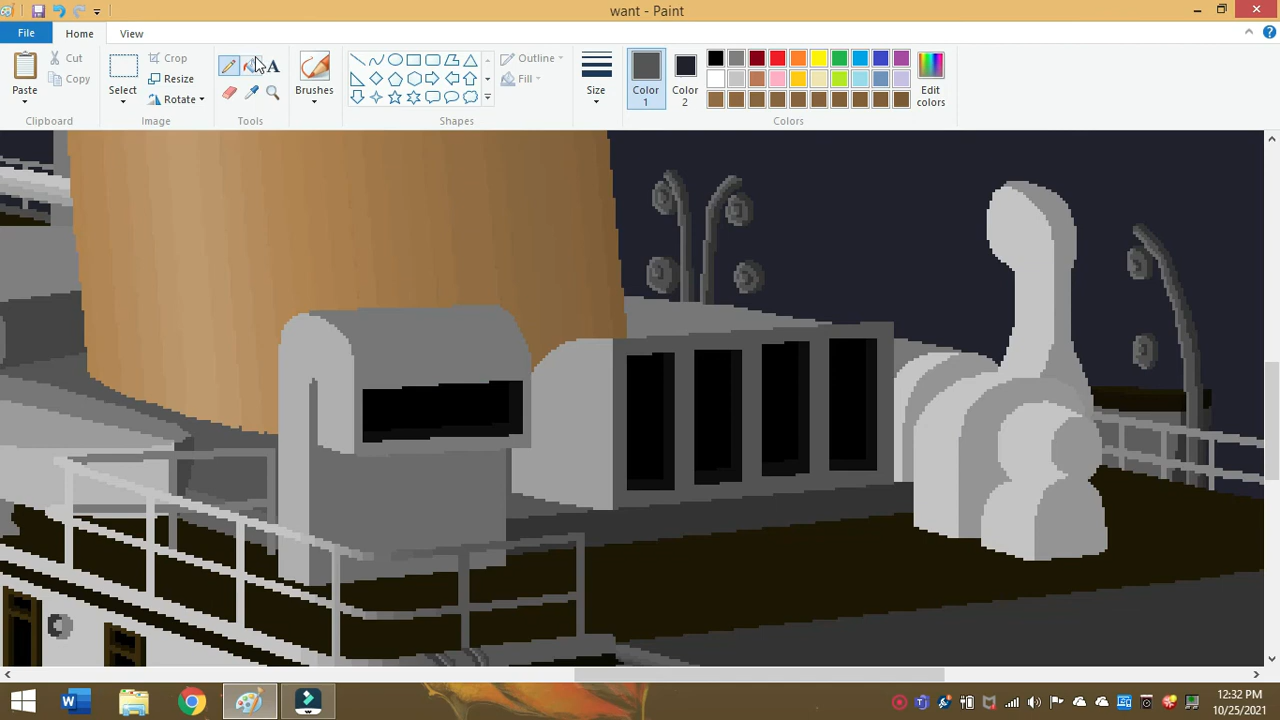 want - Paint
File
Home
View
Paste
Cut
Copy
Clipboard
Select
Crop
Resize
Rotate
Image
A
Tools
Brushes
Outline
Fill
Shapes
Size
Color 1
Color 2
Edit colors
Colors
W
12:32 PM
10/25/2021